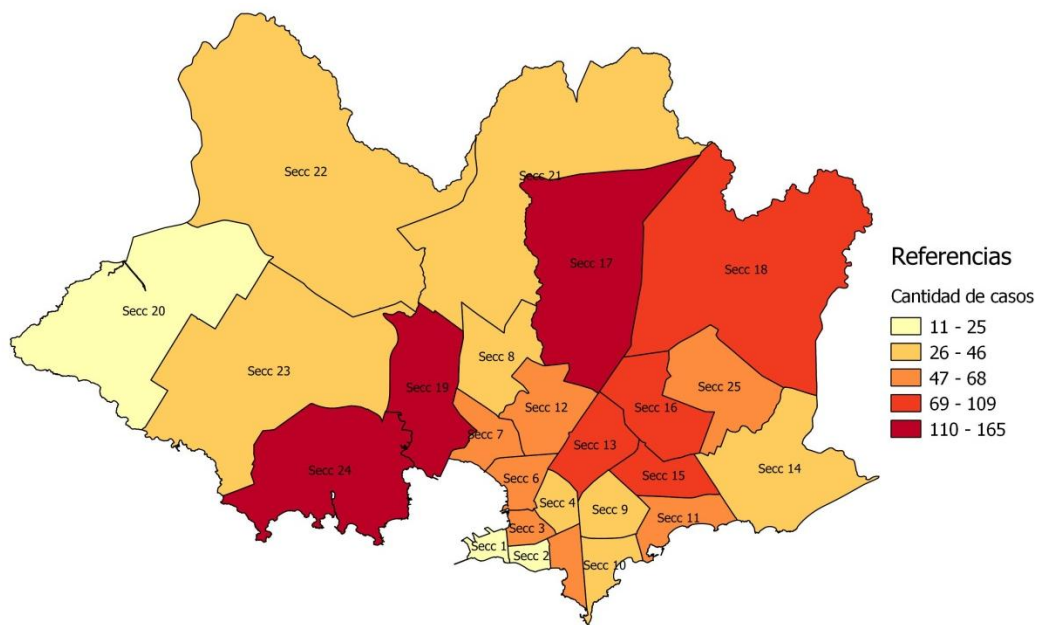 Secc 22
Secc 21
Secc 17
Secc 18
Secc 20
Secc 8
Secc 23
Secc 19
Secc 25
Secc 12
Secc 16
Secc 7
Secc 13
Secc 24
Secc 6
Secc 15
Secc 14
Secc 4
Secc 9
Secc 11
Secc 3
Secc 1
Secc 2
Secc 10
Referencias
Cantidad de casos
11 - 25
26 - 46
47 - 68
69 - 109
110 - 165